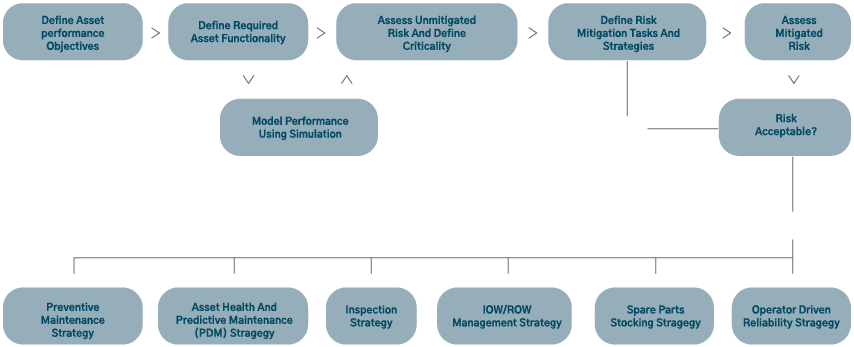 Define Asset
performance
Objectives
Define Required
Asset Functionality
Assess Unmitigated
Risk And Define
Criticality
Define Risk
Mitigation Tasks And
Strategies
Assess
Mitigated
Risk
Model Performance
Using Simulation
Risk
Acceptable?
Preventive
Maintenance
Strategy
Asset Health And
Predictive Maintenance
(PDM) Stragegy
Inspection
Strategy
IOW/ROW
Management Strategy
Spare Parts
Stocking Stragegy
Operator Driven
Reliability Stragegy